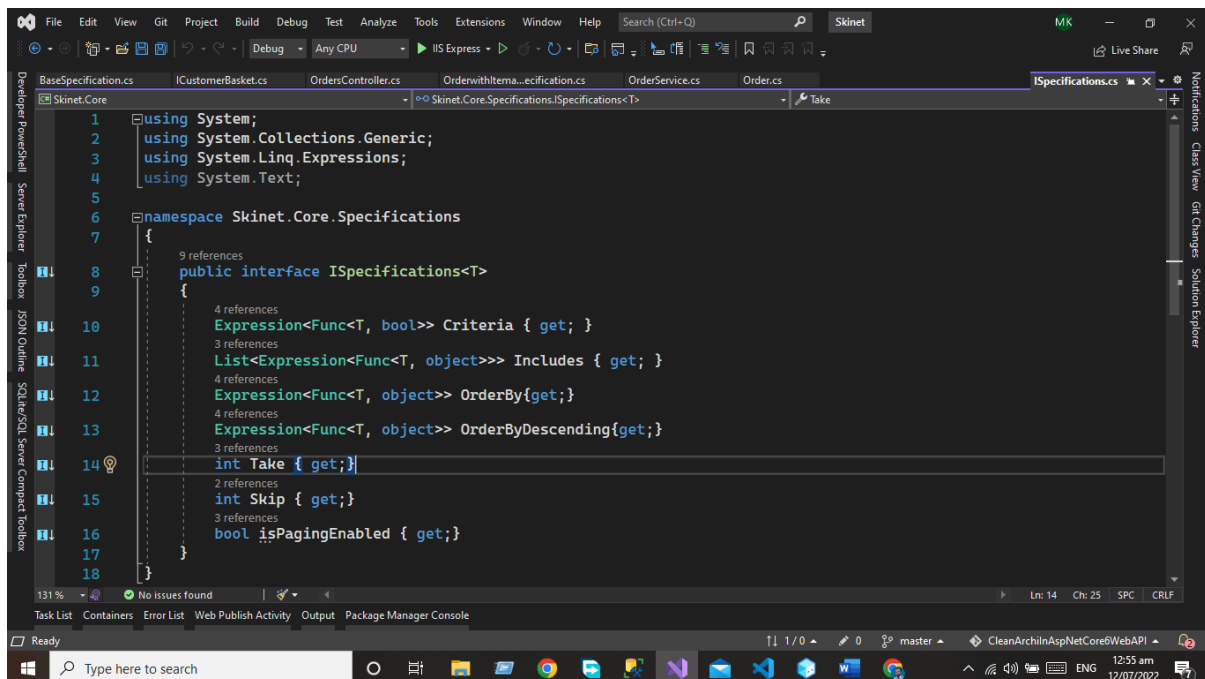 File Edit View Git Project Build Debug Test Analyze Tools Extensions Window Help Search (Ctrl+Q) Skinet MK
Debug Any CPU IIS Express Live Share
BaseSpecification.cs ICustomerBasket.cs OrdersController.cs OrderwithItema...ecification.cs OrderService.cs Order.cs ISpecifications.cs
Skinet.Core Skinet.Core.Specifications.ISpecifications<T> Take
1 using System;
2 using System.Collections.Generic;
3 using System.Linq.Expressions;
4 using System.Text;
5
6 namespace Skinet.Core.Specifications
7 {
9 references
8 public interface ISpecifications<T>
9 {
4 references
10 Expression<Func<T, bool>> Criteria { get; }
3 references
11 List<Expression<Func<T, object>>> Includes { get; }
4 references
12 Expression<Func<T, object>> OrderBy{get;}
4 references
13 Expression<Func<T, object>> OrderByDescending{get;}
3 references
14 int Take { get;}
2 references
15 int Skip { get;}
3 references
16 bool isPagingEnabled { get;}
17 }
18 }
131 % No issues found Ln: 14 Ch: 25 SPC CRLF
Task List Containers Error List Web Publish Activity Output Package Manager Console
Ready 1 / 0 0 master CleanArchiInAspNetCore6WebAPI 2
Type here to search ENG 12:55 am
12/07/2022
Developer PowerShell
Server Explorer
Toolbox
JSON Outline
SQLite/SQL Server Compact Toolbox
Notifications
Class View
Git Changes
Solution Explorer